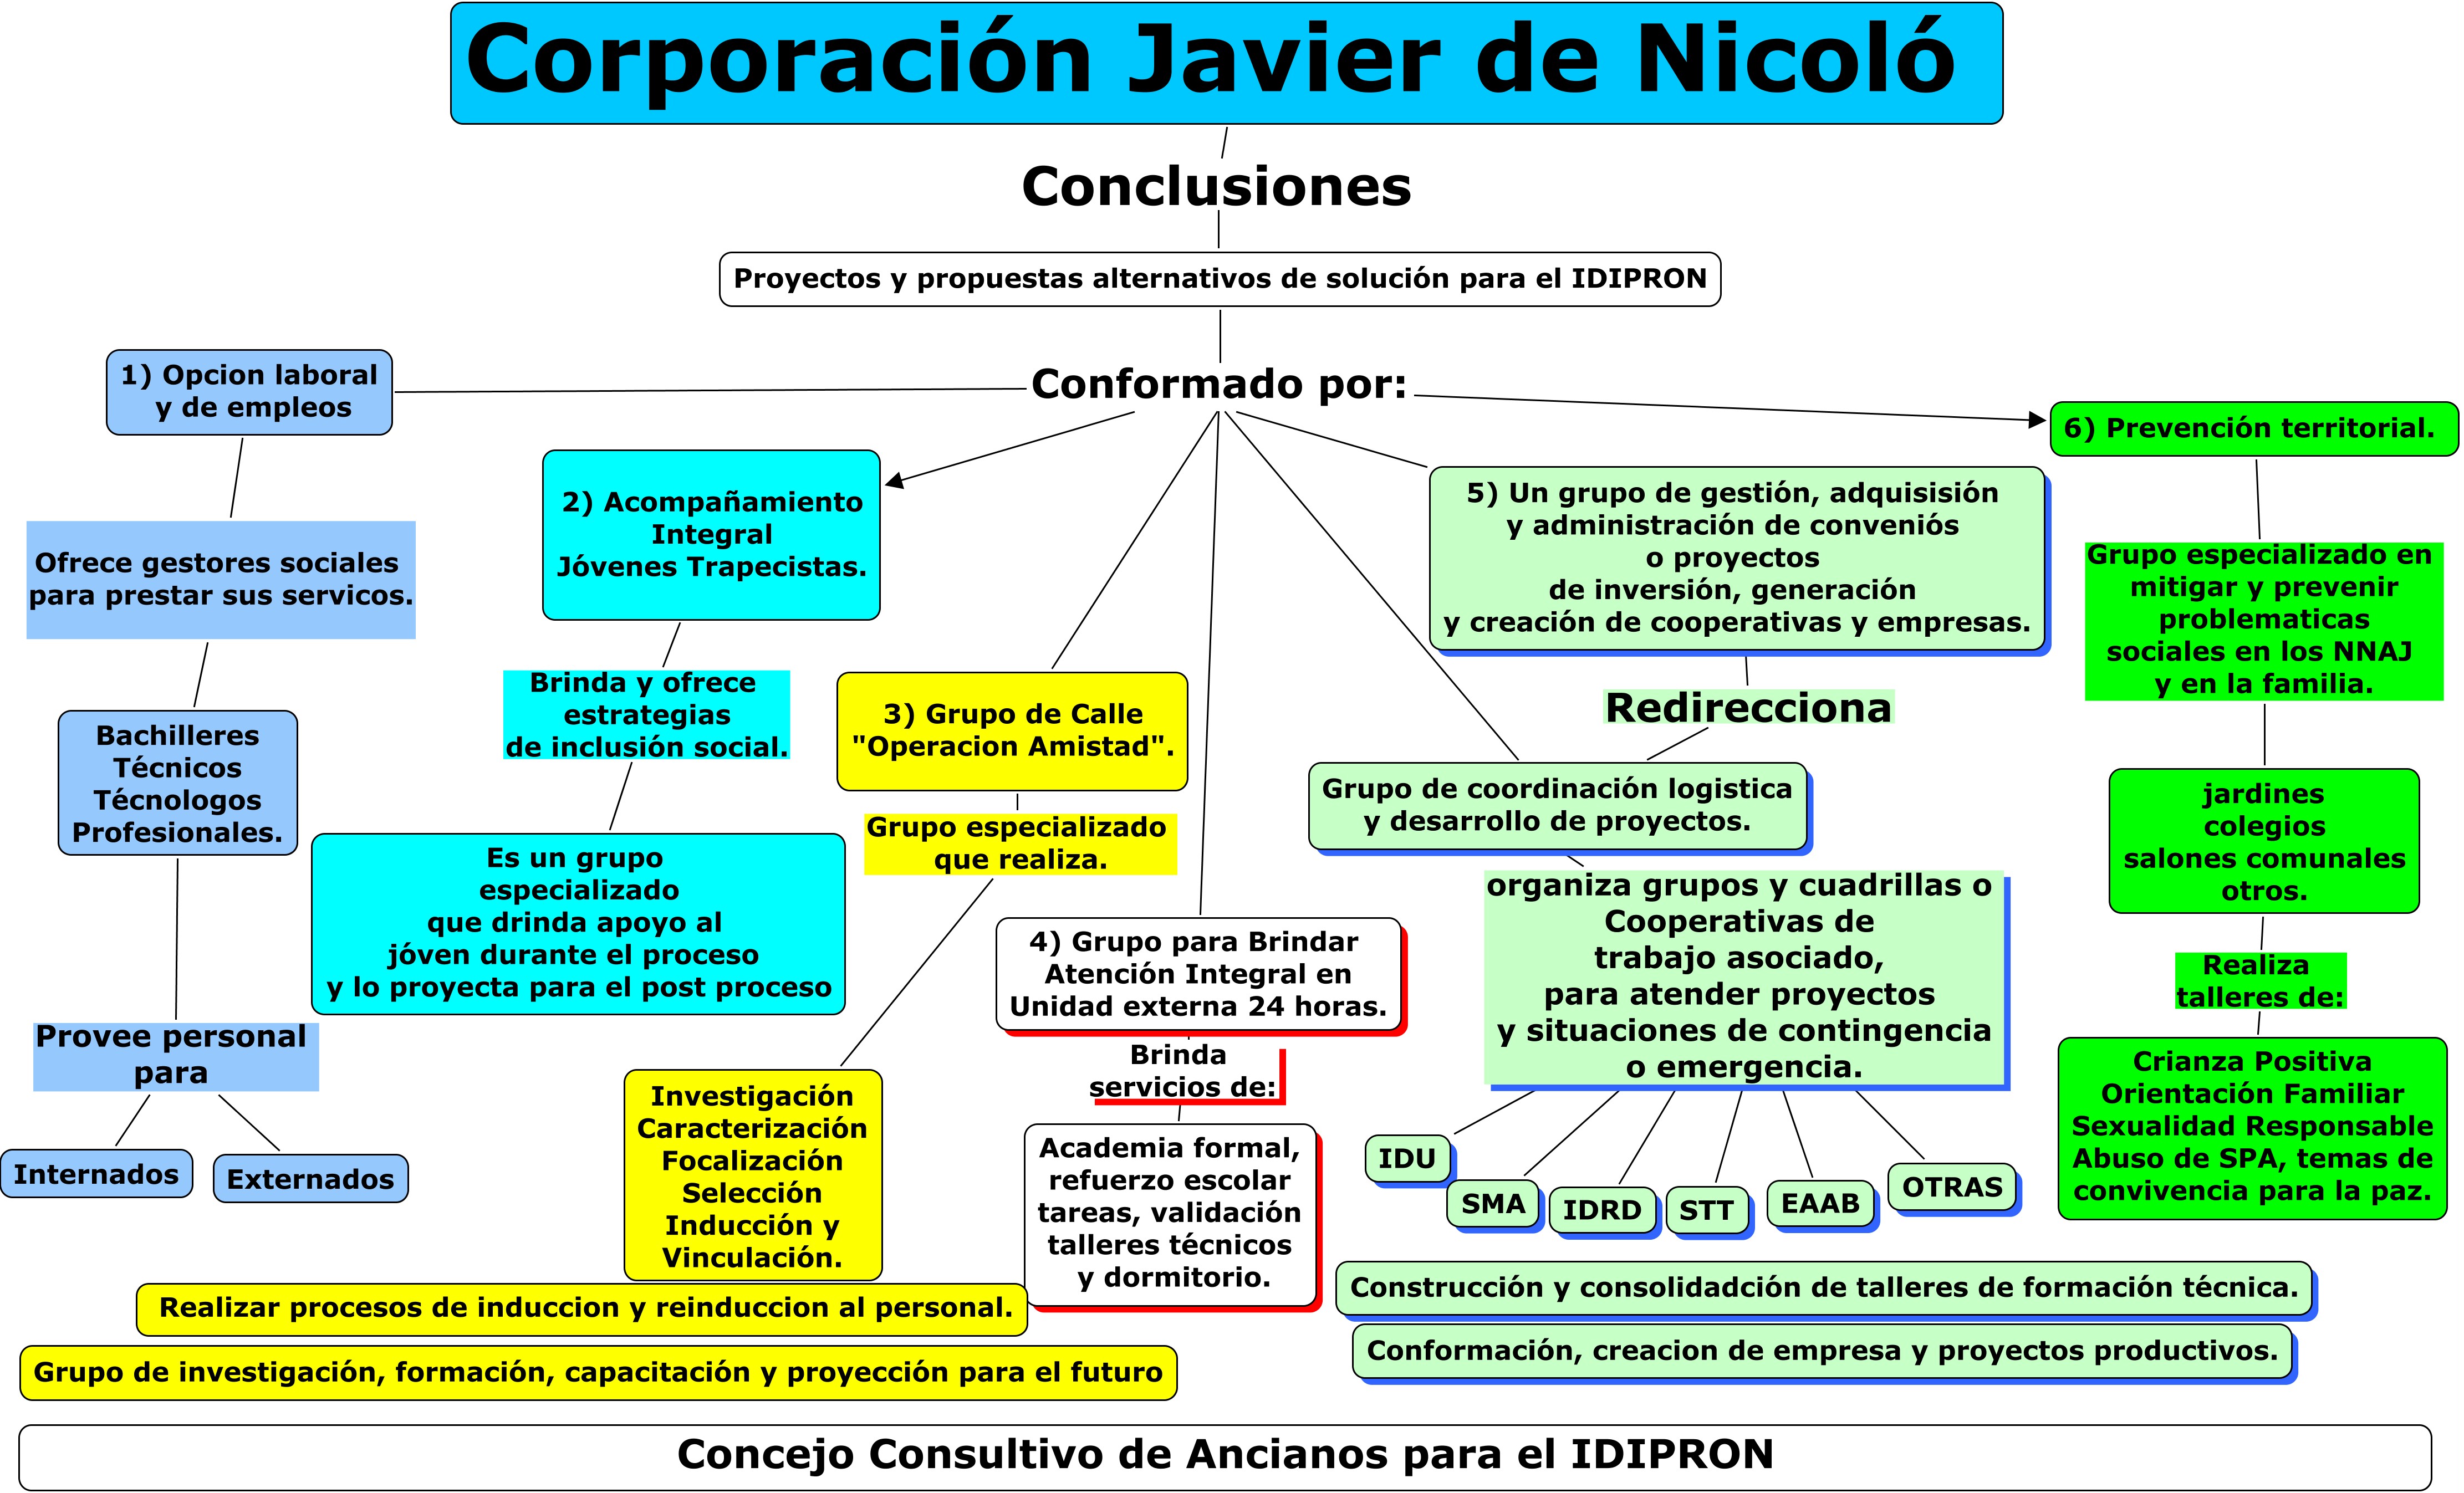 Corporación Javier de Nicoló
Conclusiones
Proyectos y propuestas alternativos de solución para el IDIPRON
Conformado por:
1) Opcion laboral
y de empleos
Ofrece gestores sociales
para prestar sus servicos.
Bachilleres
Técnicos
Técnologos
Profesionales.
Provee personal
para
Internados
Externados
2) Acompañamiento
Integral
Jóvenes Trapecistas.
Brinda y ofrece
estrategias
de inclusión social.
Es un grupo
especializado
que drinda apoyo al
jóven durante el proceso
y lo proyecta para el post proceso
3) Grupo de Calle
"Operacion Amistad".
Grupo especializado
que realiza.
Investigación
Caracterización
Focalización
Selección
Inducción y
Vinculación.
Realizar procesos de induccion y reinduccion al personal.
Grupo de investigación, formación, capacitación y proyección para el futuro
4) Grupo para Brindar
Atención Integral en
Unidad externa 24 horas.
Brinda
servicios de:
Academia formal,
refuerzo escolar
tareas, validación
talleres técnicos
y dormitorio.
5) Un grupo de gestión, adquisisión
y administración de conveniós
o proyectos
de inversión, generación
y creación de cooperativas y empresas.
Redirecciona
Grupo de coordinación logistica
y desarrollo de proyectos.
organiza grupos y cuadrillas o
Cooperativas de
trabajo asociado,
para atender proyectos
y situaciones de contingencia
o emergencia.
IDU
SMA
IDRD
STT
EAAB
OTRAS
Construcción y consolidadción de talleres de formación técnica.
Conformación, creacion de empresa y proyectos productivos.
6) Prevención territorial.
Grupo especializado en
mitigar y prevenir
problematicas
sociales en los NNAJ
y en la familia.
jardines
colegios
salones comunales
otros.
Realiza
talleres de:
Crianza Positiva
Orientación Familiar
Sexualidad Responsable
Abuso de SPA, temas de
convivencia para la paz.
Concejo Consultivo de Ancianos para el IDIPRON